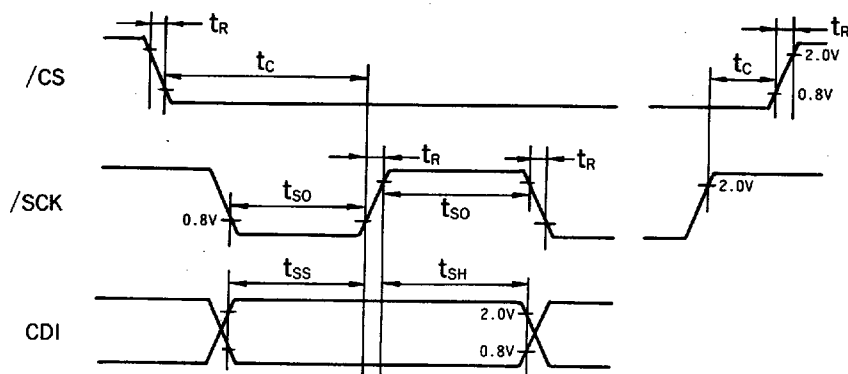 tR
tR
/CS
tC
tC
2.0V
0.8V
tR
tR
/SCK
0.8V
tSO
tSO
2.0V
tSS
tSH
CDI
2.0V
0.8V